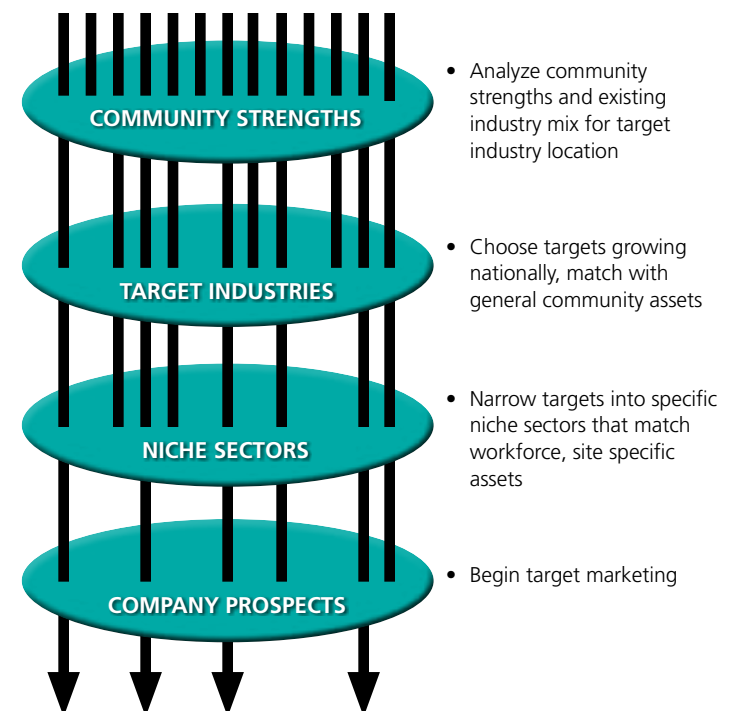 COMMUNITY STRENGTHS
• Analyze community
strengths and existing
industry mix for target
industry location
TARGET INDUSTRIES
• Choose targets growing
nationally, match with
general community assets
NICHE SECTORS
• Narrow targets into specific
niche sectors that match
workforce, site specific
assets
COMPANY PROSPECTS
• Begin target marketing